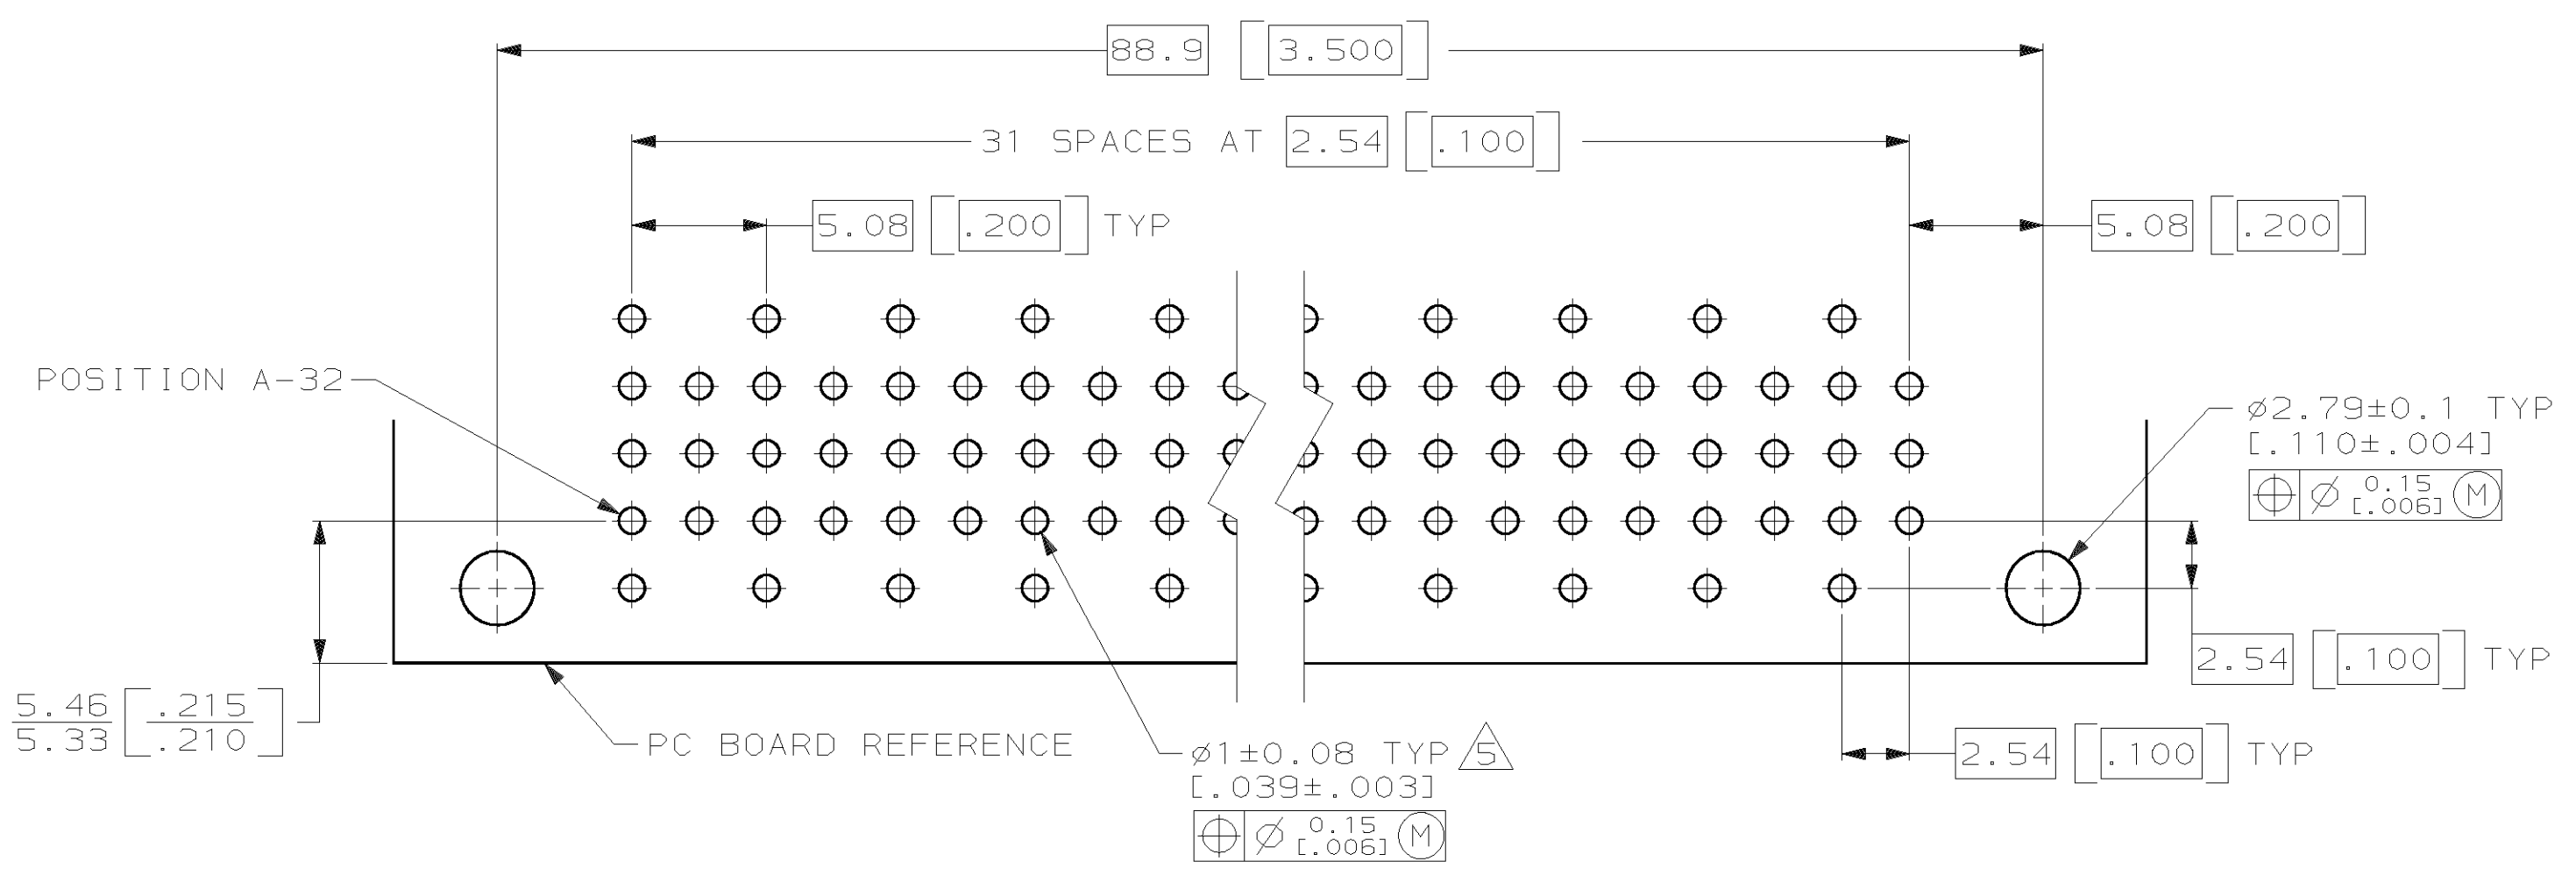 88.9 [3.500]
31 SPACES AT 2.54 [.100]
5.08 [.200] TYP
5.08 [.200]
POSITION A-32
⌀2.79±0.1 TYP
[.110±.004]
⌖ ⌀ 0.15 Ⓜ
[.006]
2.54 [.100] TYP
5.46 [.215]
5.33 [.210]
PC BOARD REFERENCE
⌀1±0.08 TYP 5
[.039±.003]
⌖ ⌀ 0.15 Ⓜ
[.006]
2.54 [.100] TYP